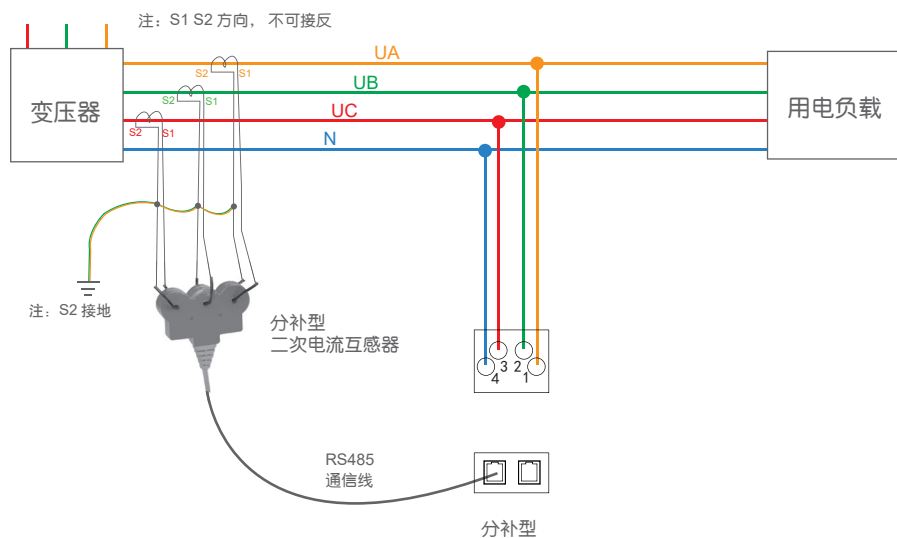 注：S1 S2 方向， 不可接反
变压器
用电负载
UA
UB
UC
N
S2 S1
S2 S1
S2 S1
注：S2 接地
分补型
二次电流互感器
3 2
4 1
RS485
通信线
分补型